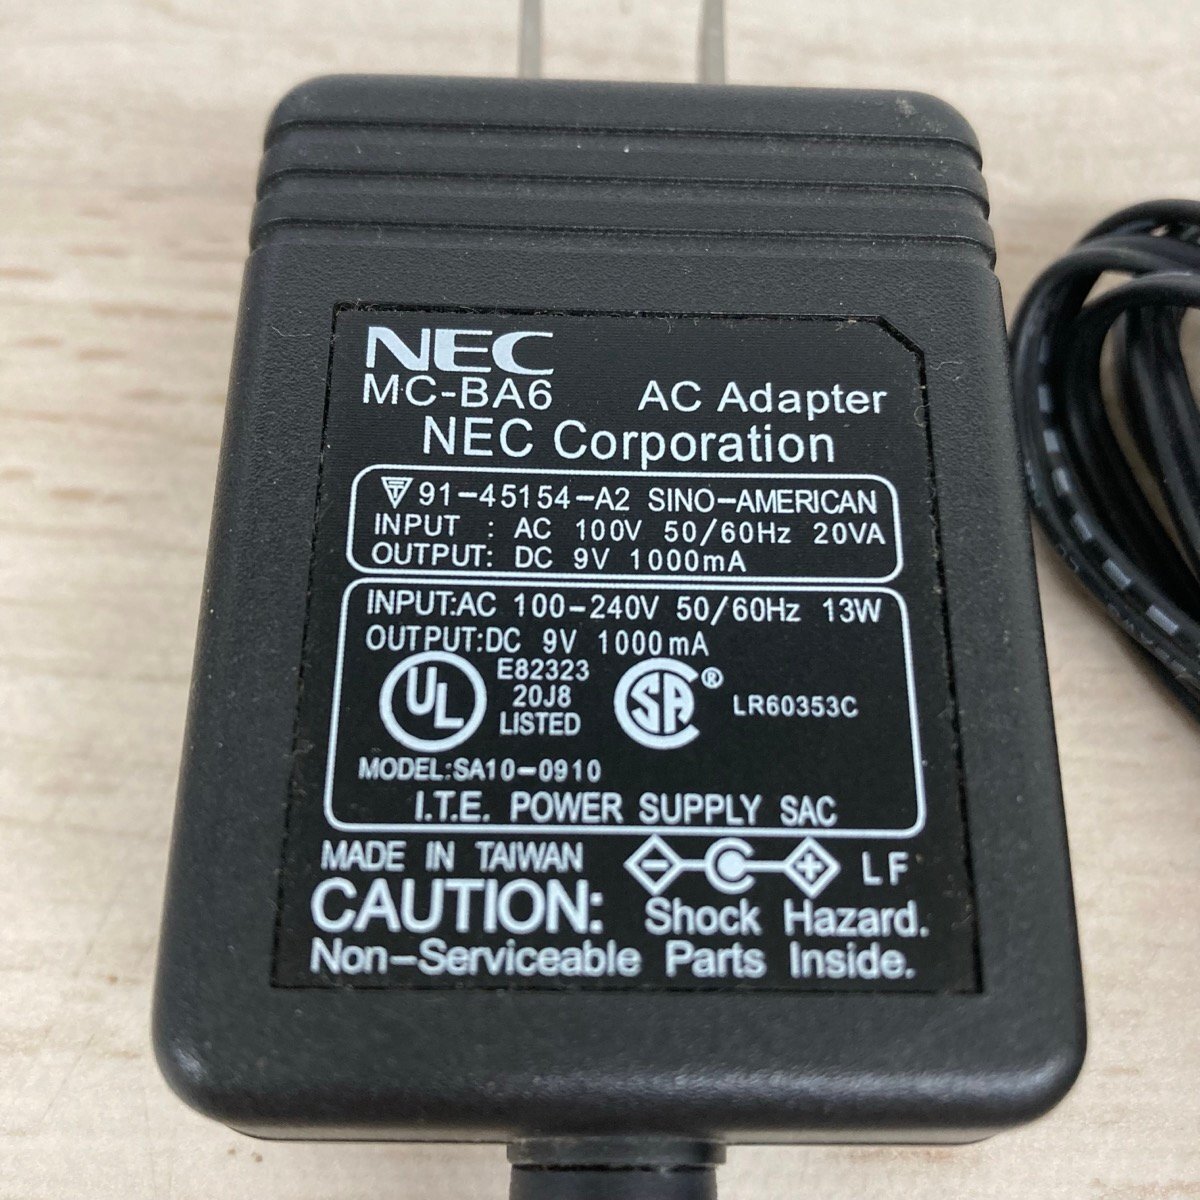 NEC
MC-BA6 AC Adapter
NEC Corporation
91-45154-A2 SINO-AMERICAN
INPUT : AC 100V 50/60Hz 20VA
OUTPUT: DC 9V 1000mA
INPUT:AC 100-240V 50/60Hz 13W
OUTPUT:DC 9V 1000mA
UL E82323 20J8 LISTED SA® LR60353C
MODEL:SA10-0910
I.T.E. POWER SUPPLY SAC
MADE IN TAIWAN - + LF
CAUTION: Shock Hazard.
Non-Serviceable Parts Inside.